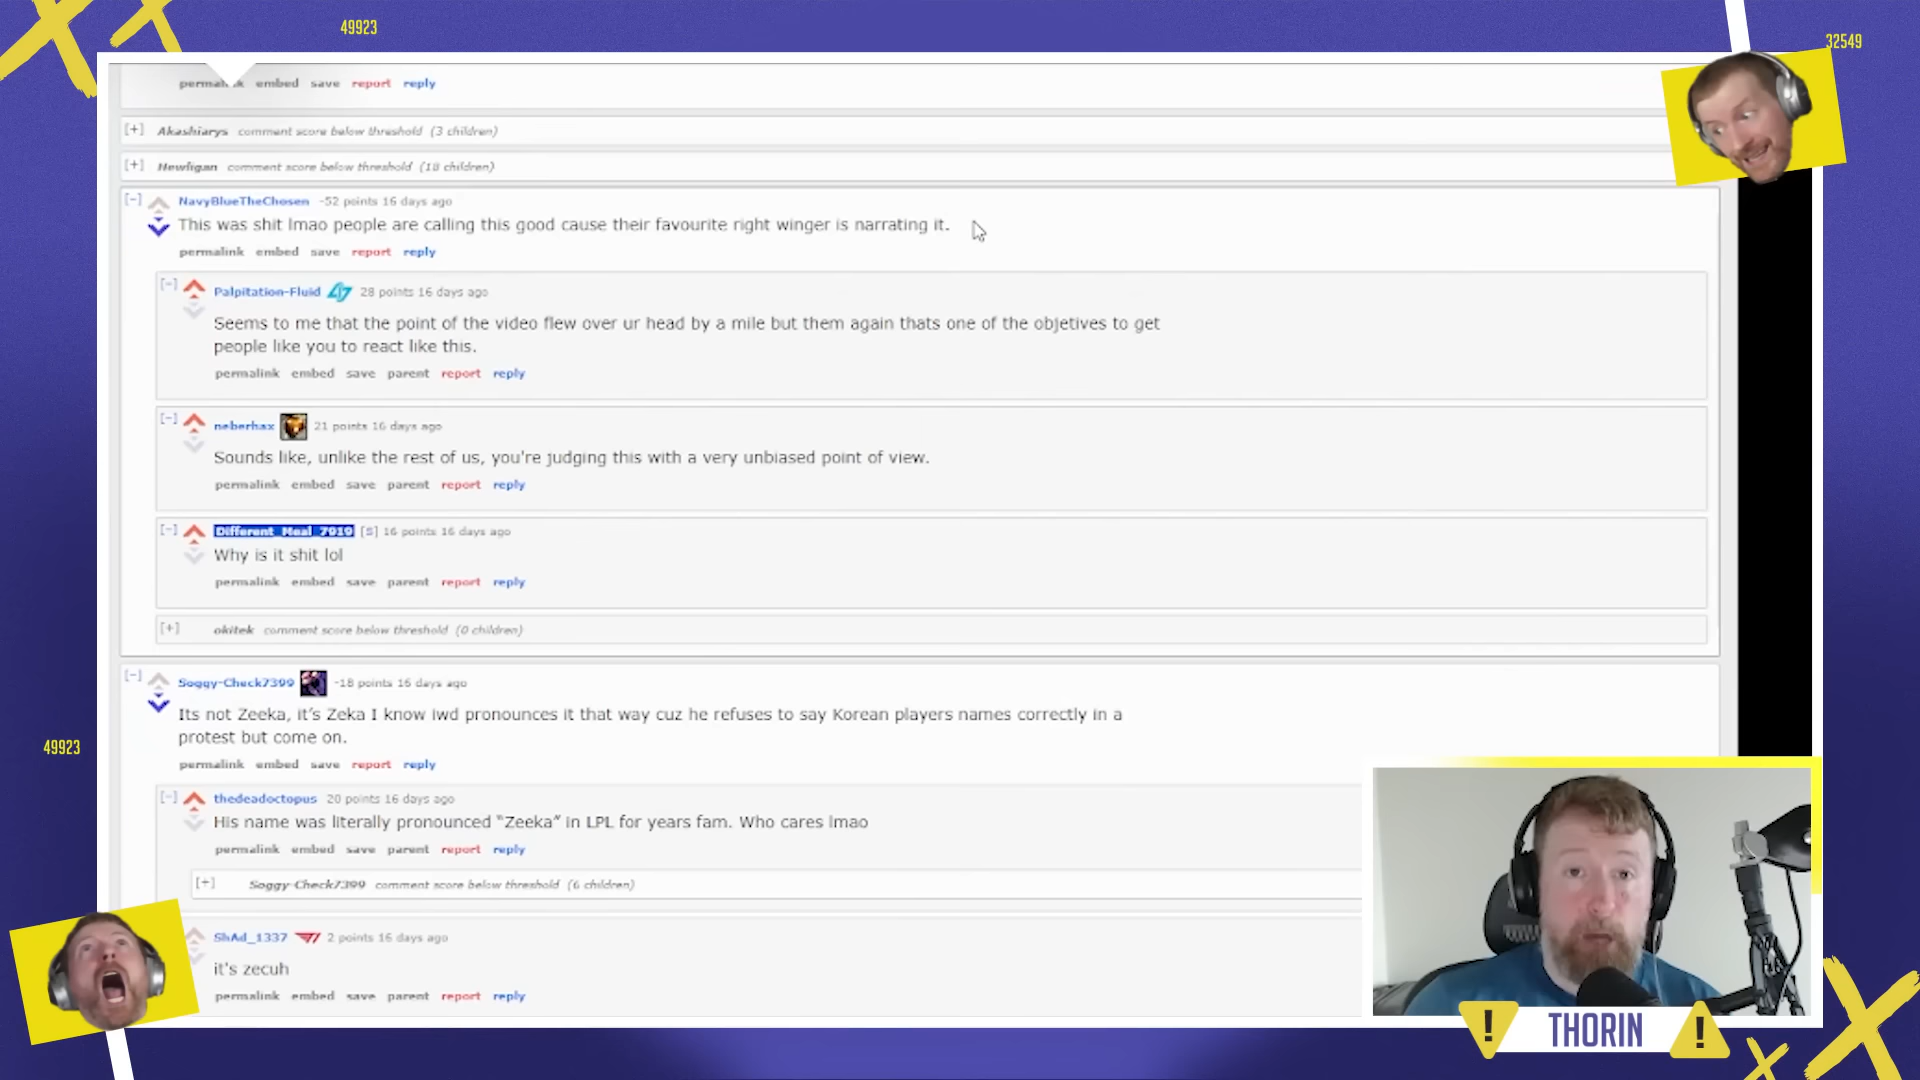 49923
32549
permalink embed save report reply
[+] Akashiarys comment score below threshold (3 children)
[+] Newfigan comment score below threshold (18 children)
[-] NavyBlueTheChosen -52 points 16 days ago
This was shit lmao people are calling this good cause their favourite right winger is narrating it.
permalink embed save report reply
[-] Palpitation-Fluid 28 points 16 days ago
Seems to me that the point of the video flew over ur head by a mile but them again thats one of the objetives to get
people like you to react like this.
permalink embed save parent report reply
[-] neberhax 21 points 16 days ago
Sounds like, unlike the rest of us, you're judging this with a very unbiased point of view.
permalink embed save parent report reply
[-] Different_Meal_7919 [S] 16 points 16 days ago
Why is it shit lol
permalink embed save parent report reply
[+] okitek comment score below threshold (0 children)
[-] Soggy-Check7399 -18 points 16 days ago
Its not Zeeka, it's Zeka I know iwd pronounces it that way cuz he refuses to say Korean players names correctly in a
protest but come on.
permalink embed save report reply
49923
[-] thedeadoctopus 20 points 16 days ago
His name was literally pronounced "Zeeka" in LPL for years fam. Who cares lmao
permalink embed save parent report reply
[+] Soggy-Check7399 comment score below threshold (6 children)
ShAd_1337 2 points 16 days ago
it's zecuh
permalink embed save parent report reply
! THORIN !